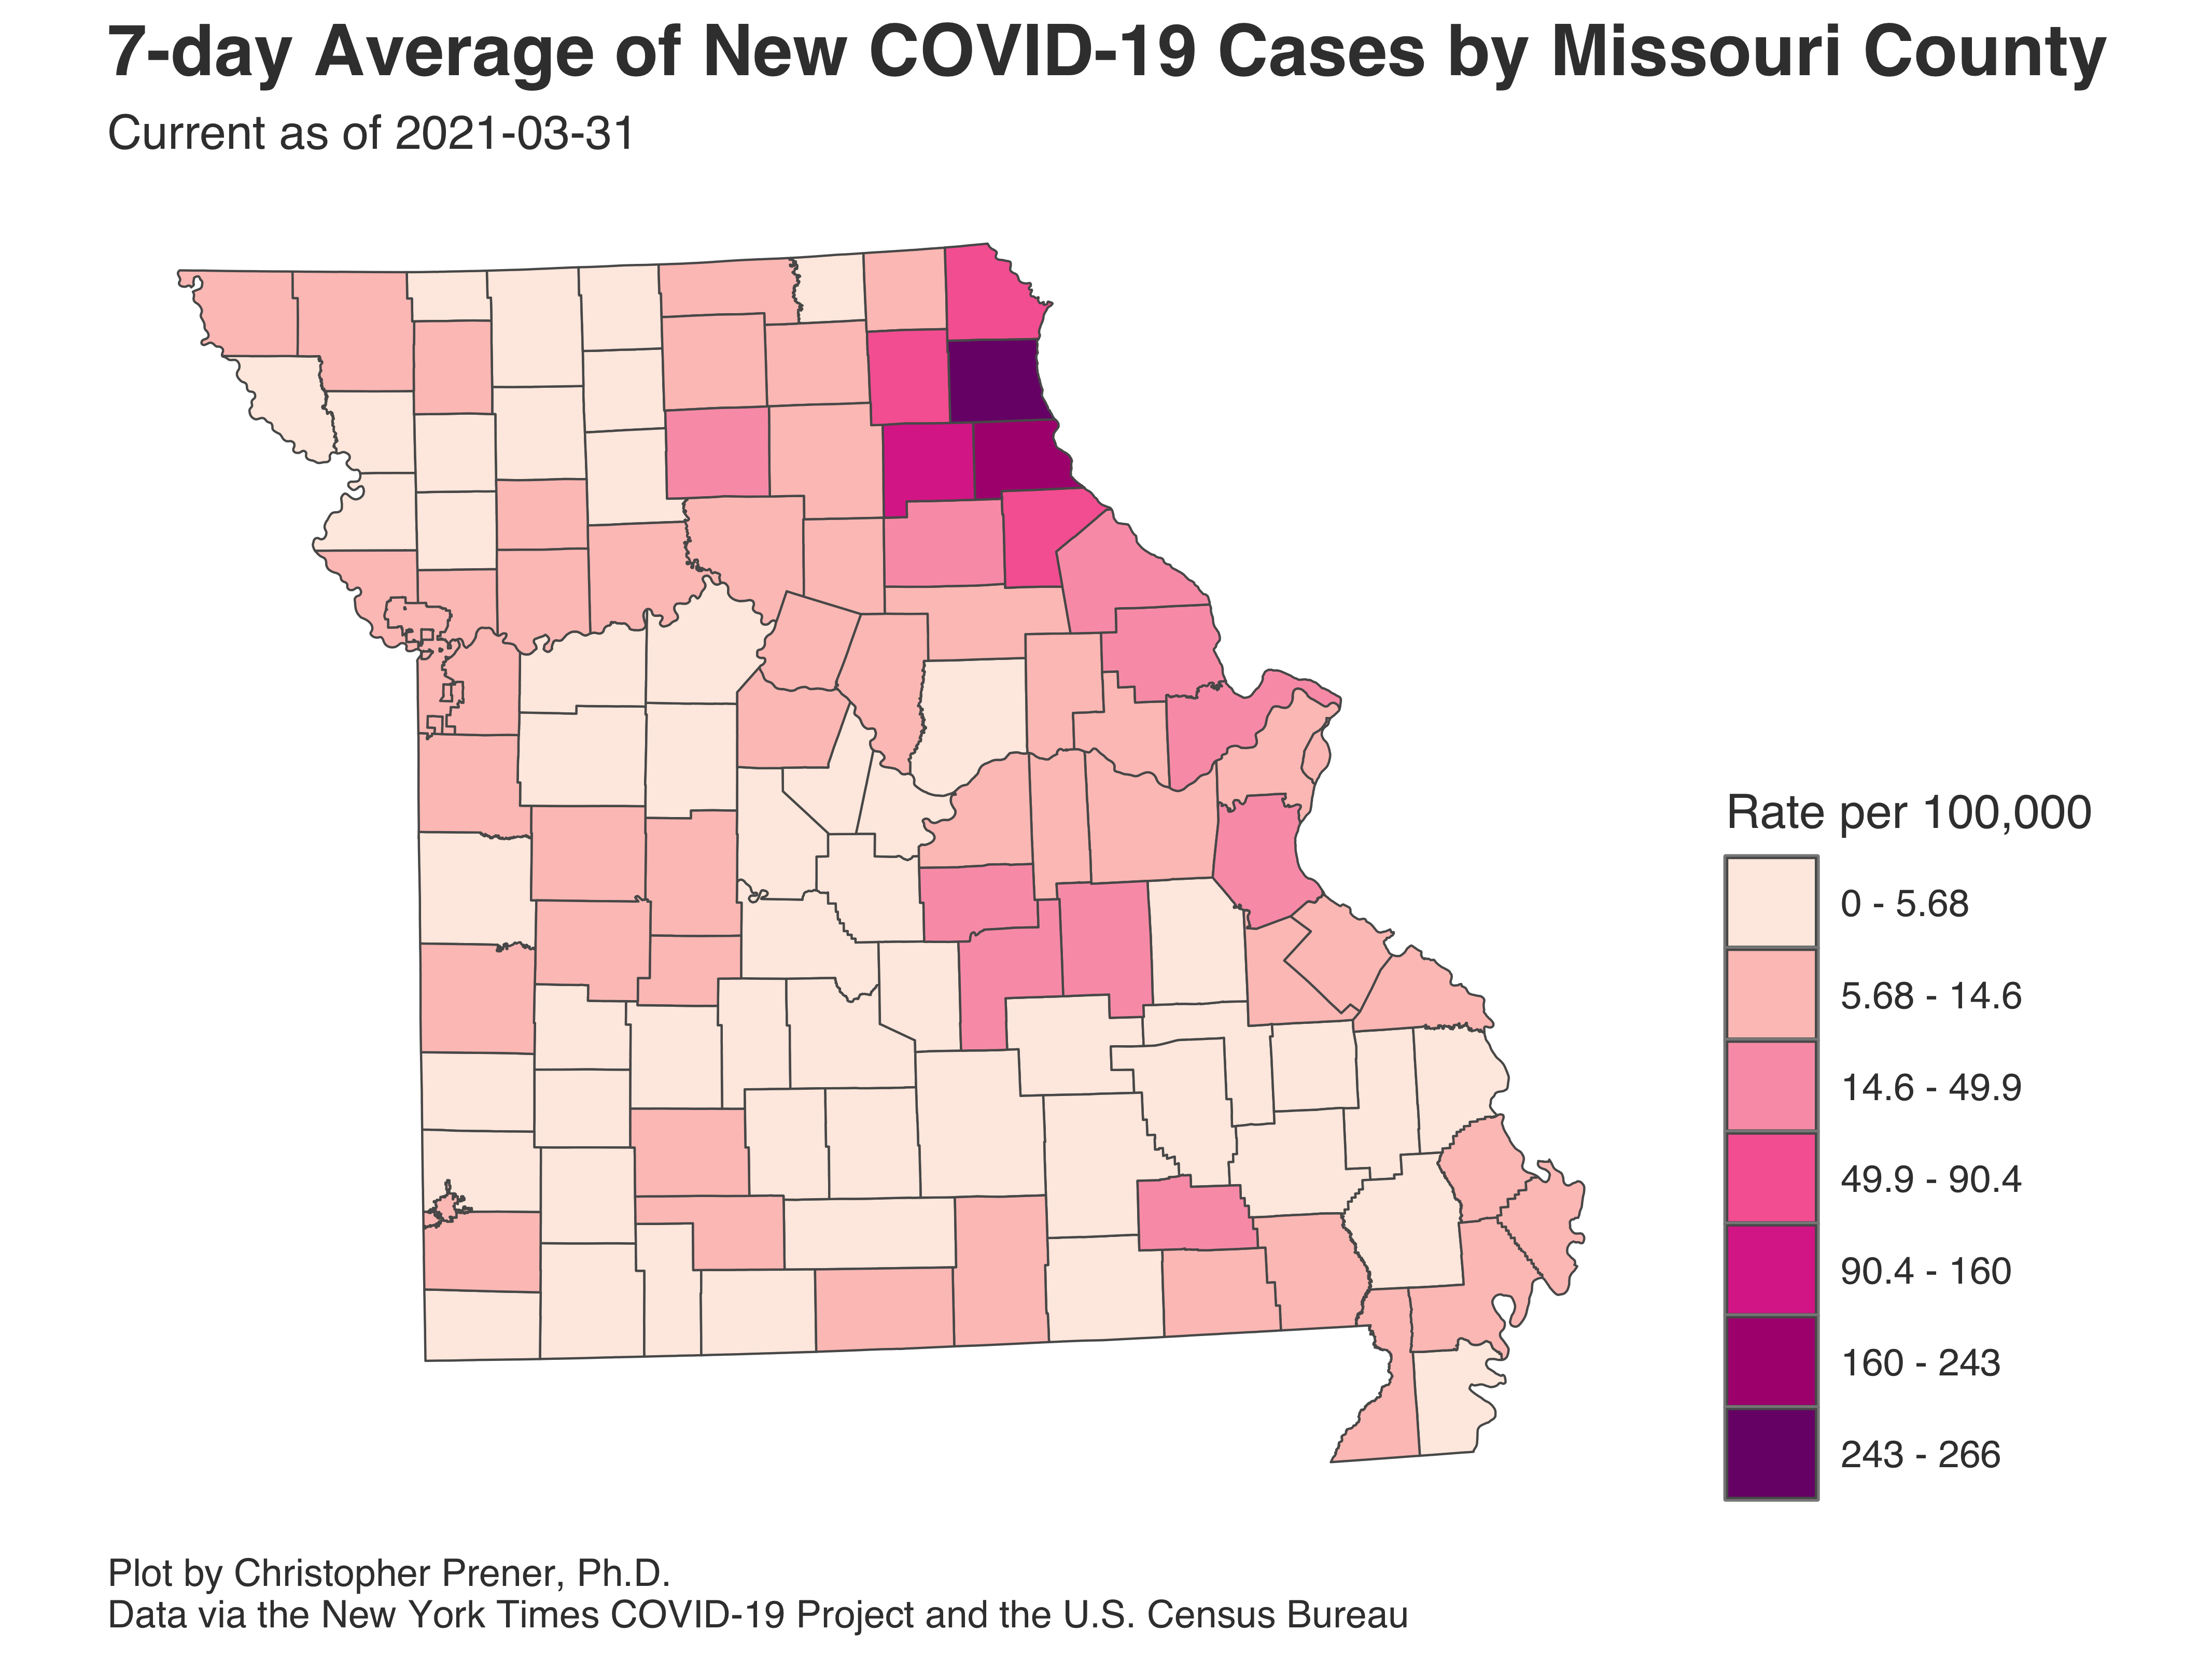 7-day Average of New COVID-19 Cases by Missouri County
Current as of 2021-03-31
Rate per 100,000
0 - 5.68
5.68 - 14.6
14.6 - 49.9
49.9 - 90.4
90.4 - 160
160 - 243
243 - 266
Plot by Christopher Prener, Ph.D.
Data via the New York Times COVID-19 Project and the U.S. Census Bureau